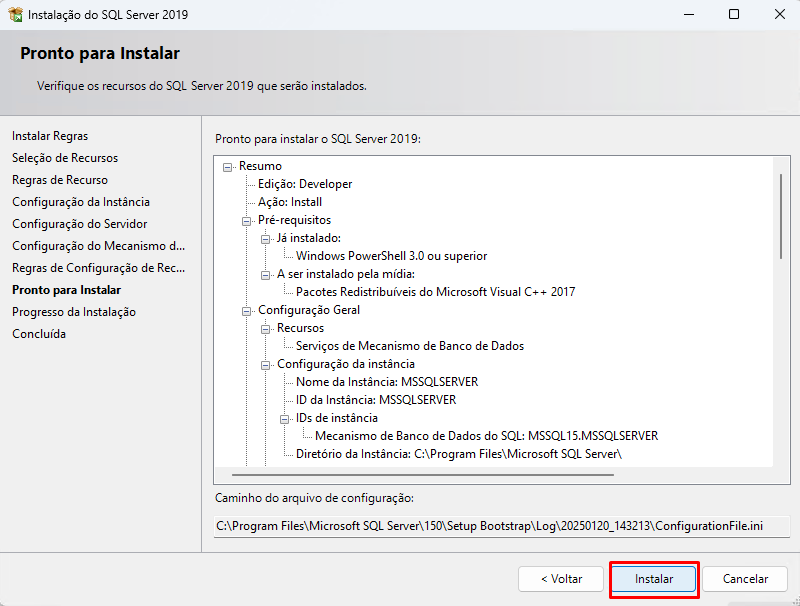 Instalação do SQL Server 2019
Pronto para Instalar
Verifique os recursos do SQL Server 2019 que serão instalados.
Instalar Regras
Seleção de Recursos
Regras de Recurso
Configuração da Instância
Configuração do Servidor
Configuração do Mecanismo d...
Regras de Configuração de Rec...
Pronto para Instalar
Progresso da Instalação
Concluída
Pronto para instalar o SQL Server 2019:
Resumo
Edição: Developer
Ação: Install
Pré-requisitos
Já instalado:
Windows PowerShell 3.0 ou superior
A ser instalado pela mídia:
Pacotes Redistribuíveis do Microsoft Visual C++ 2017
Configuração Geral
Recursos
Serviços de Mecanismo de Banco de Dados
Configuração da instância
Nome da Instância: MSSQLSERVER
ID da Instância: MSSQLSERVER
IDs de instância
Mecanismo de Banco de Dados do SQL: MSSQL15.MSSQLSERVER
Diretório da Instância: C:\Program Files\Microsoft SQL Server\
Caminho do arquivo de configuração:
C:\Program Files\Microsoft SQL Server\150\Setup Bootstrap\Log\20250120_143213\ConfigurationFile.ini
< Voltar
Instalar
Cancelar